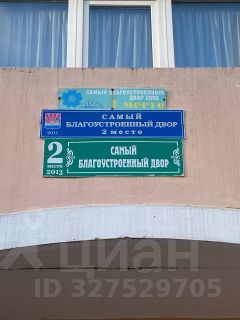 САМЫЙ БЛАГОУСТРОЕННЫЙ
ДВОР 2006
1 место
САМЫЙ
БЛАГОУСТРОЕННЫЙ ДВОР
2011
2 место
2
место
2013
САМЫЙ
БЛАГОУСТРОЕННЫЙ ДВОР
циан
ID 327529705